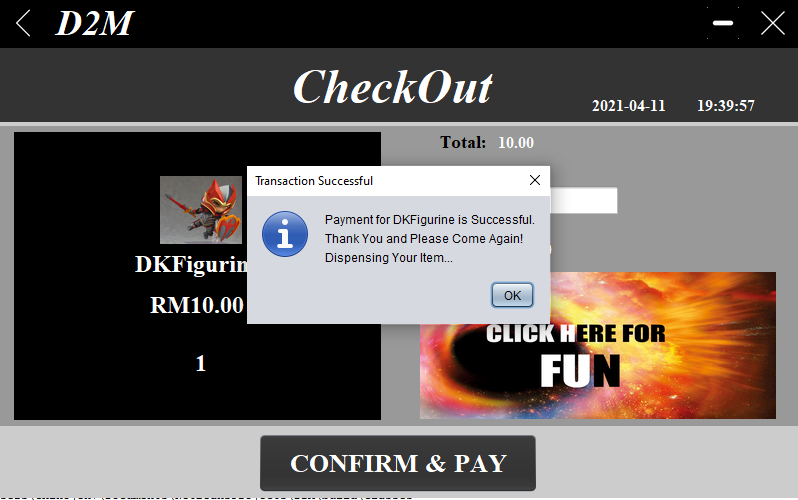 D2M
CheckOut
2021-04-11 19:39:57
Total: 10.00
Transaction Successful
Payment for DKFigurine is Successful.
Thank You and Please Come Again!
Dispensing Your Item...
OK
RM10.00
1
CLICK HERE FOR
FUN
CONFIRM & PAY